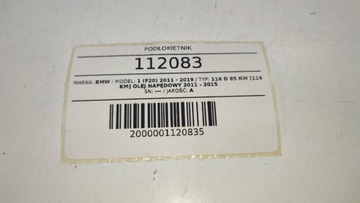 PODŁOKIETNIK
112083
MARKA: BMW / MODEL: 1 (F20) 2011 - 2019 / TYP: 116 D 85 KW [116
KM] OLEJ NAPĘDOWY 2011 - 2015
SN: --- / JAKOŚĆ: A
2000001120835